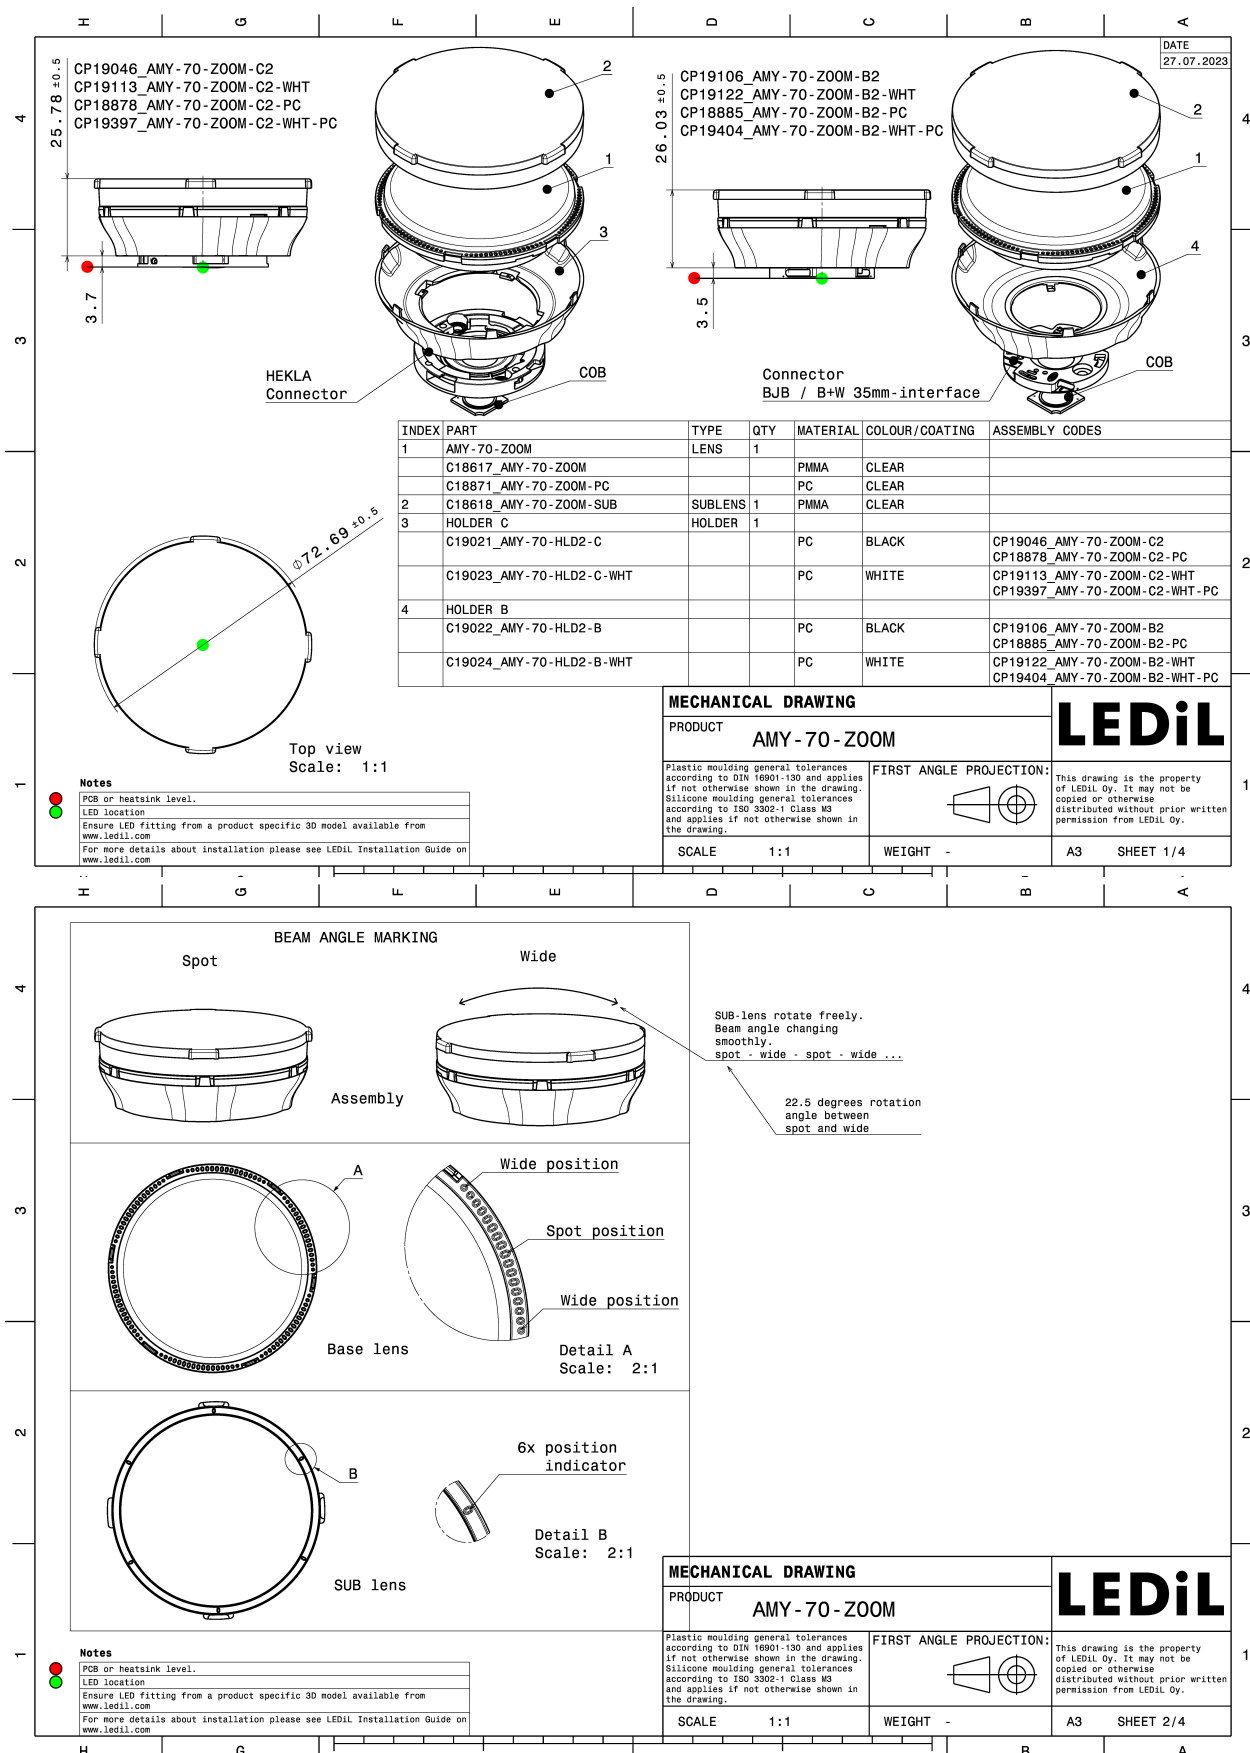 H G F E D C B A
DATE
27.07.2023
CP19046_AMY-70-ZOOM-C2
CP19113_AMY-70-ZOOM-C2-WHT
CP18878_AMY-70-ZOOM-C2-PC
CP19397_AMY-70-ZOOM-C2-WHT-PC
25.78 ±0.5
3.7
2
1
3
HEKLA
Connector
COB
CP19106_AMY-70-ZOOM-B2
CP19122_AMY-70-ZOOM-B2-WHT
CP18885_AMY-70-ZOOM-B2-PC
CP19404_AMY-70-ZOOM-B2-WHT-PC
26.03 ±0.5
3.5
2
1
4
Connector
BJB / B+W 35mm-interface
COB
4 4
3 3
2 2
1 1
INDEX PART TYPE QTY MATERIAL COLOUR/COATING ASSEMBLY CODES
1 AMY-70-ZOOM LENS 1
C18617_AMY-70-ZOOM PMMA CLEAR
C18871_AMY-70-ZOOM-PC PC CLEAR
2 C18618_AMY-70-ZOOM-SUB SUBLENS 1 PMMA CLEAR
3 HOLDER C HOLDER 1
C19021_AMY-70-HLD2-C PC BLACK CP19046_AMY-70-ZOOM-C2
CP18878_AMY-70-ZOOM-C2-PC
C19023_AMY-70-HLD2-C-WHT PC WHITE CP19113_AMY-70-ZOOM-C2-WHT
CP19397_AMY-70-ZOOM-C2-WHT-PC
4 HOLDER B
C19022_AMY-70-HLD2-B PC BLACK CP19106_AMY-70-ZOOM-B2
CP18885_AMY-70-ZOOM-B2-PC
C19024_AMY-70-HLD2-B-WHT PC WHITE CP19122_AMY-70-ZOOM-B2-WHT
CP19404_AMY-70-ZOOM-B2-WHT-PC
Φ72.69 ±0.5
Top view
Scale: 1:1
Notes
PCB or heatsink level.
LED location
Ensure LED fitting from a product specific 3D model available from
www.ledil.com
For more details about installation please see LEDiL Installation Guide on
www.ledil.com
MECHANICAL DRAWING
PRODUCT
AMY-70-ZOOM
LEDiL
Plastic moulding general tolerances
according to DIN 16901-130 and applies
if not otherwise shown in the drawing.
Silicone moulding general tolerances
according to ISO 3302-1 Class M3
and applies if not otherwise shown in
the drawing.
FIRST ANGLE PROJECTION:
This drawing is the property
of LEDiL Oy. It may not be
copied or otherwise
distributed without prior written
permission from LEDiL Oy.
SCALE 1:1 WEIGHT - A3 SHEET 1/4
H G F E D C B A
BEAM ANGLE MARKING
Spot
Wide
SUB-lens rotate freely.
Beam angle changing
smoothly.
spot - wide - spot - wide ...
22.5 degrees rotation
angle between
spot and wide
Assembly
A
Wide position
Spot position
Wide position
Base lens
Detail A
Scale: 2:1
B
6x position
indicator
Detail B
Scale: 2:1
SUB lens
4 4
3 3
2 2
1 1
Notes
PCB or heatsink level.
LED location
Ensure LED fitting from a product specific 3D model available from
www.ledil.com
For more details about installation please see LEDiL Installation Guide on
www.ledil.com
MECHANICAL DRAWING
PRODUCT
AMY-70-ZOOM
LEDiL
Plastic moulding general tolerances
according to DIN 16901-130 and applies
if not otherwise shown in the drawing.
Silicone moulding general tolerances
according to ISO 3302-1 Class M3
and applies if not otherwise shown in
the drawing.
FIRST ANGLE PROJECTION:
This drawing is the property
of LEDiL Oy. It may not be
copied or otherwise
distributed without prior written
permission from LEDiL Oy.
SCALE 1:1 WEIGHT - A3 SHEET 2/4
H G B A